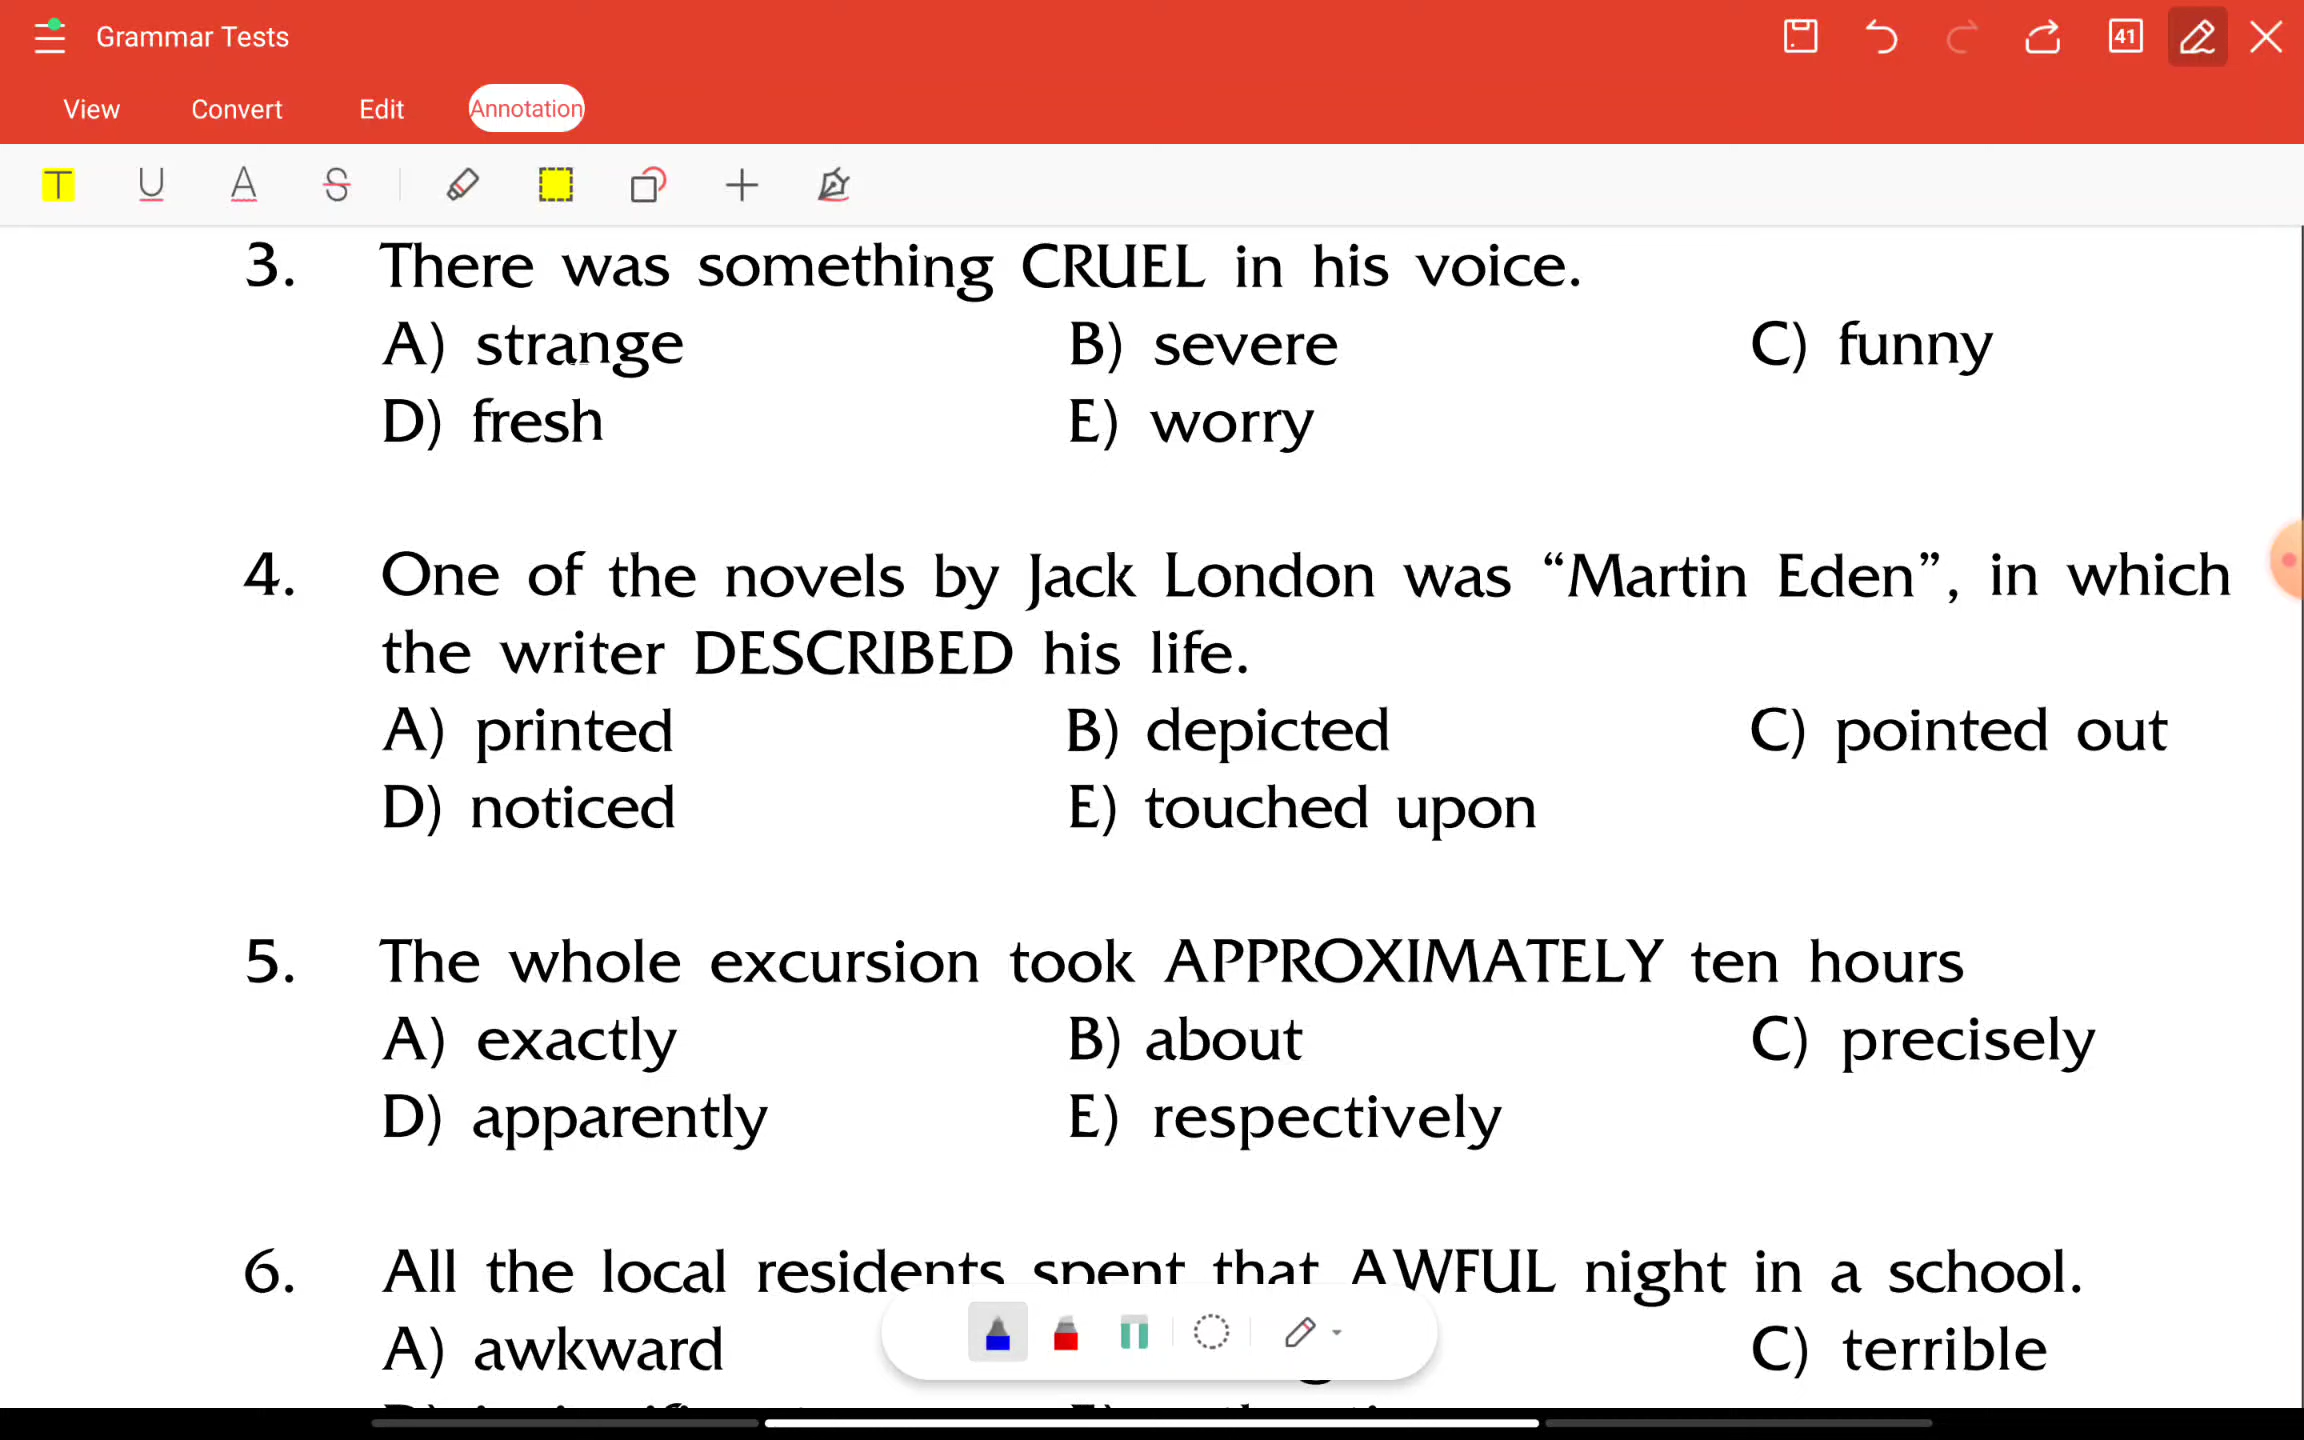 Grammar Tests
41
View Convert Edit Annotation
3. There was something CRUEL in his voice.
A) strange B) severe C) funny
D) fresh E) worry
4. One of the novels by Jack London was “Martin Eden”, in which
the writer DESCRIBED his life.
A) printed B) depicted C) pointed out
D) noticed E) touched upon
5. The whole excursion took APPROXIMATELY ten hours
A) exactly B) about C) precisely
D) apparently E) respectively
6. All the local residents spent that AWFUL night in a school.
A) awkward C) terrible